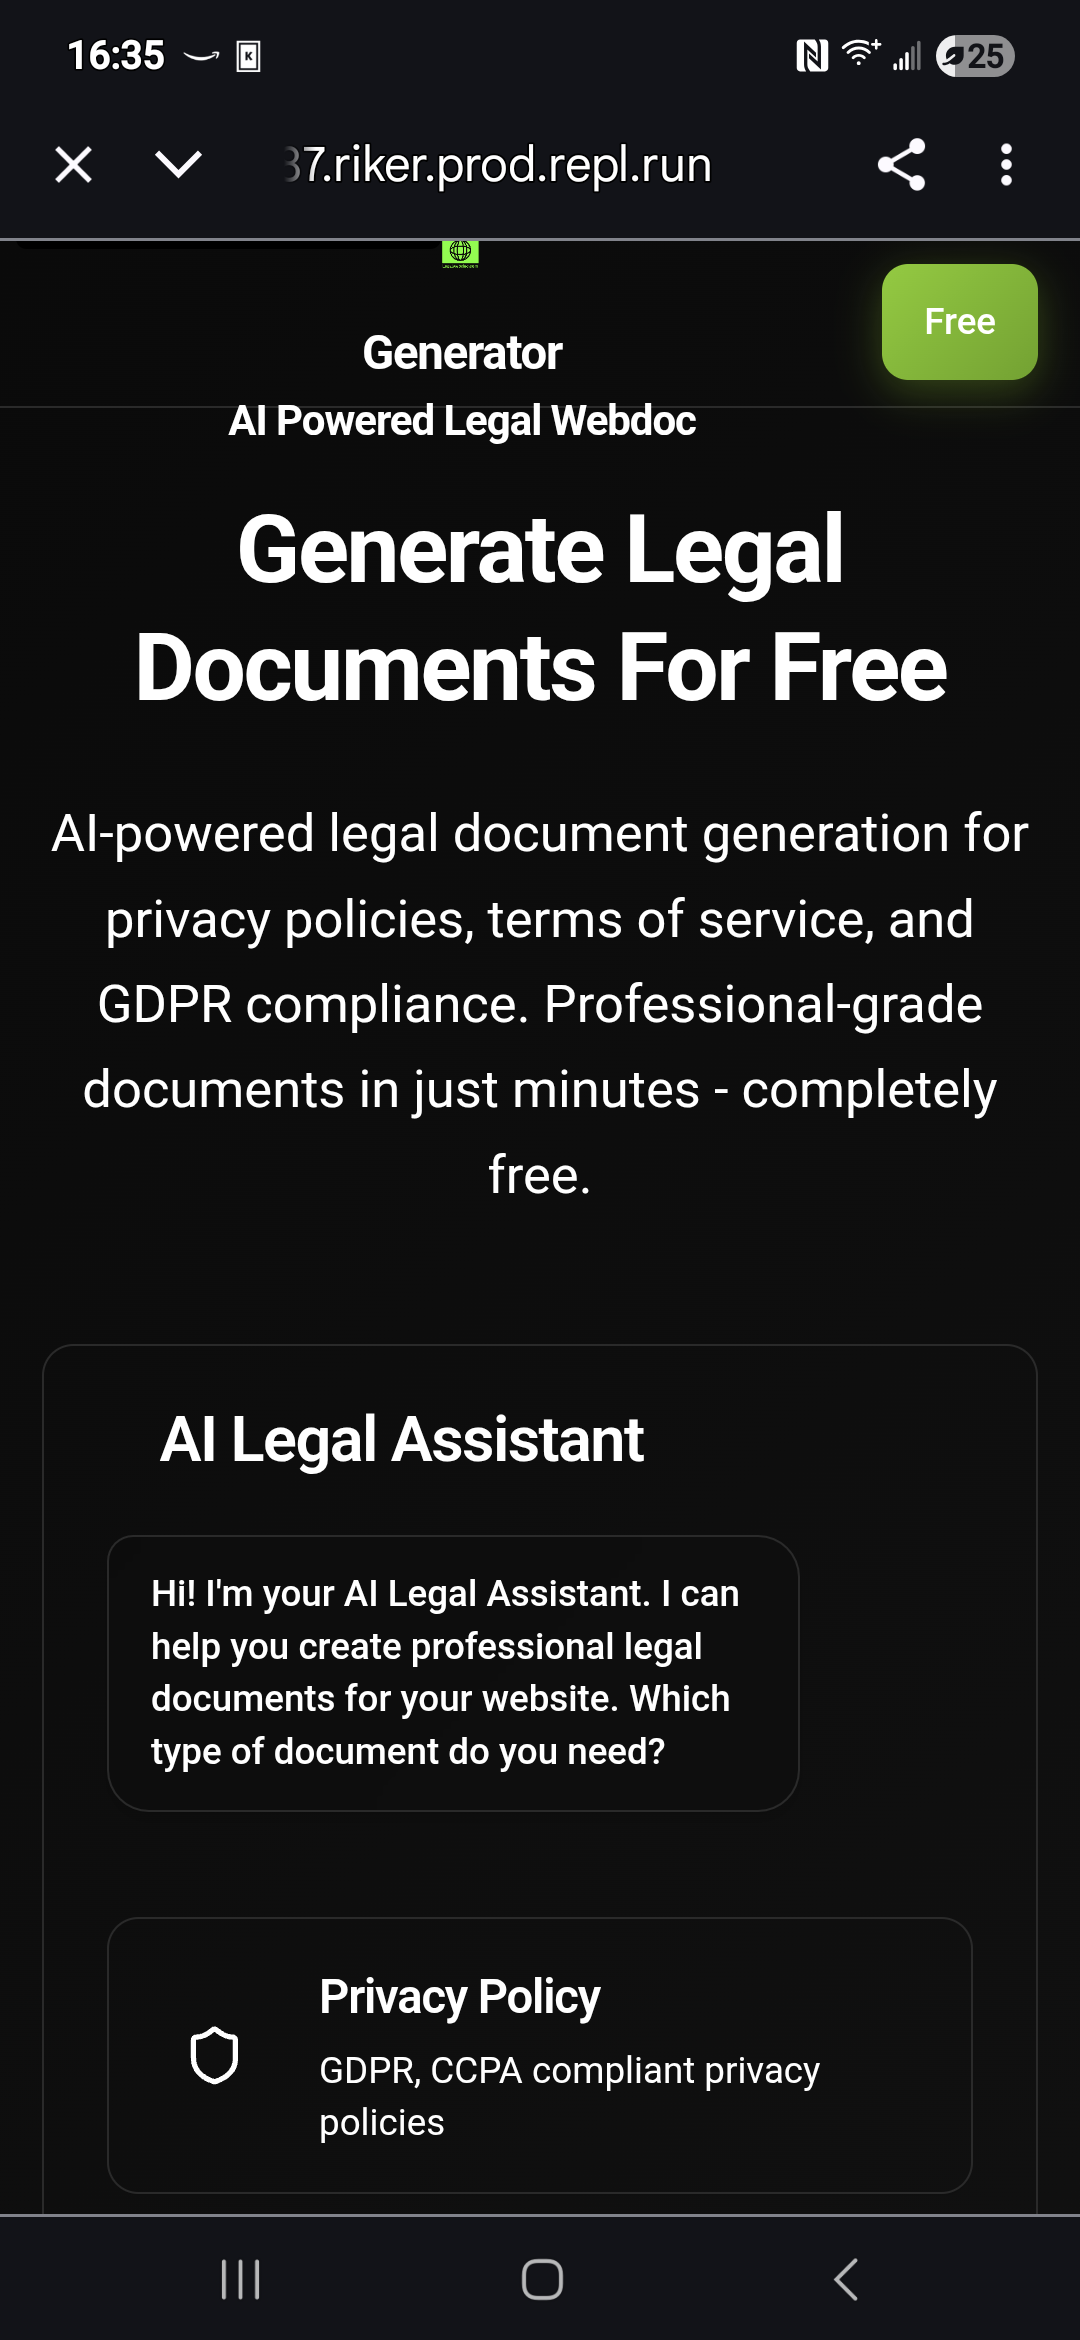 16:35
K
N
25
37.riker.prod.repl.run
Free
Generator
AI Powered Legal Webdoc
Generate Legal
Documents For Free
AI-powered legal document generation for
privacy policies, terms of service, and
GDPR compliance. Professional-grade
documents in just minutes - completely
free.
AI Legal Assistant
Hi! I'm your AI Legal Assistant. I can
help you create professional legal
documents for your website. Which
type of document do you need?
Privacy Policy
GDPR, CCPA compliant privacy
policies